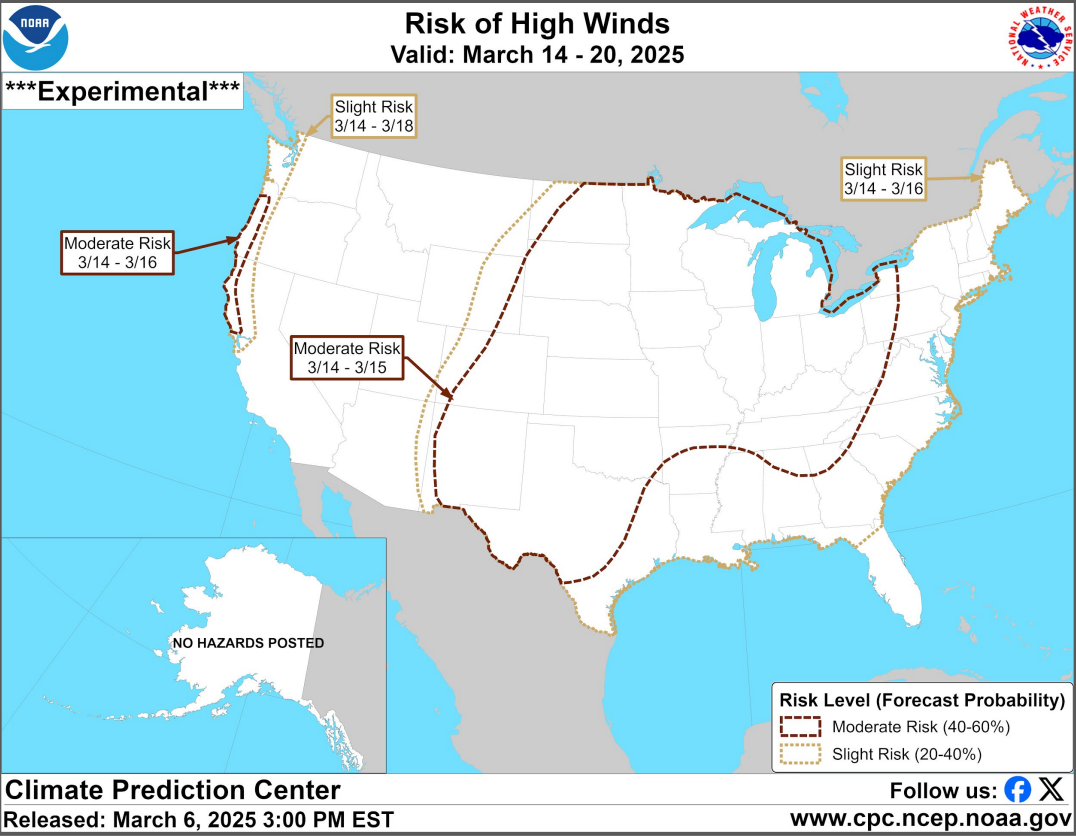 NOAA
Risk of High Winds
Valid: March 14 - 20, 2025
NATIONAL WEATHER SERVICE
***Experimental***
Slight Risk
3/14 - 3/18
Slight Risk
3/14 - 3/16
Moderate Risk
3/14 - 3/16
Moderate Risk
3/14 - 3/15
NO HAZARDS POSTED
Risk Level (Forecast Probability)
Moderate Risk (40-60%)
Slight Risk (20-40%)
Climate Prediction Center
Follow us:
Released: March 6, 2025 3:00 PM EST
www.cpc.ncep.noaa.gov